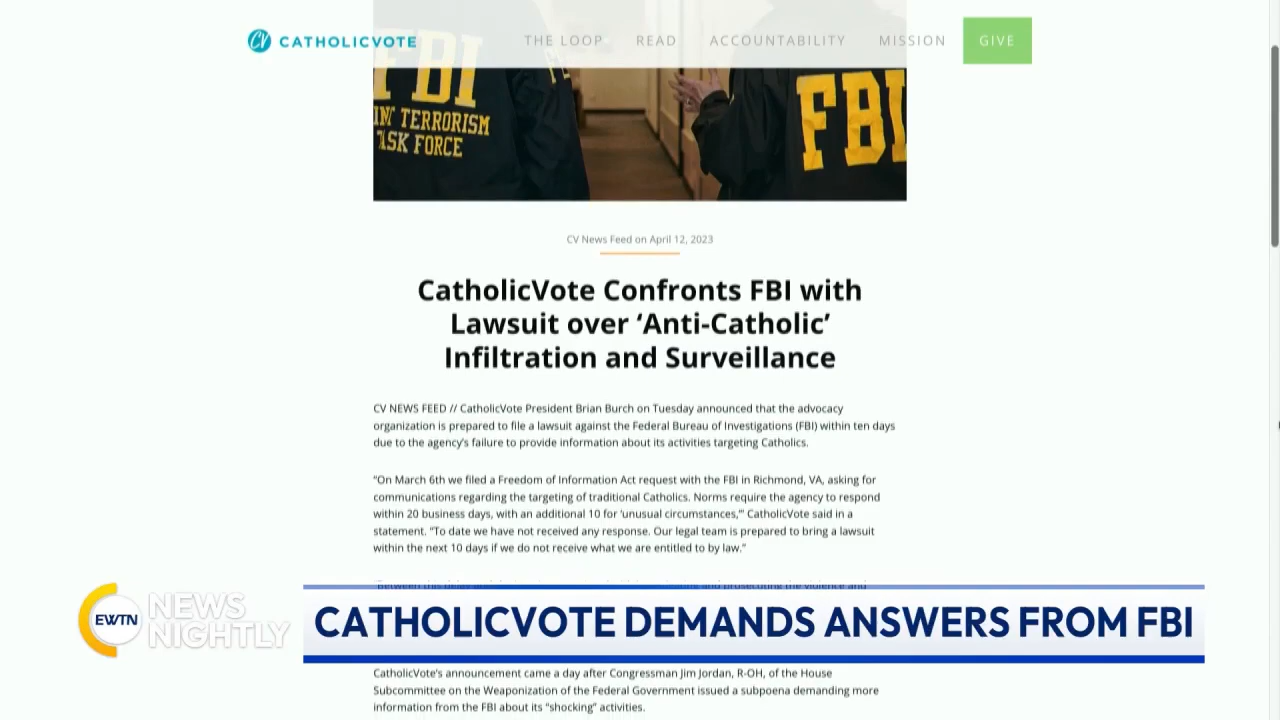 CV CATHOLICVOTE THE LOOP READ ACCOUNTABILITY MISSION GIVE
FBI
IN TERRORISM
ASK FORCE
FBI
CV News Feed on April 12, 2023
CatholicVote Confronts FBI with
Lawsuit over ‘Anti-Catholic’
Infiltration and Surveillance
CV NEWS FEED // CatholicVote President Brian Burch on Tuesday announced that the advocacy
organization is prepared to file a lawsuit against the Federal Bureau of Investigations (FBI) within ten days
due to the agency’s failure to provide information about its activities targeting Catholics.
“On March 6th we filed a Freedom of Information Act request with the FBI in Richmond, VA, asking for
communications regarding the targeting of traditional Catholics. Norms require the agency to respond
within 20 business days, with an additional 10 for ‘unusual circumstances,’” CatholicVote said in a
statement. “To date we have not received any response. Our legal team is prepared to bring a lawsuit
within the next 10 days if we do not receive what we are entitled to by law.”
EWTN NEWS
NIGHTLY
CATHOLICVOTE DEMANDS ANSWERS FROM FBI
CatholicVote’s announcement came a day after Congressman Jim Jordan, R-OH, of the House
Subcommittee on the Weaponization of the Federal Government issued a subpoena demanding more
information from the FBI about its “shocking” activities.